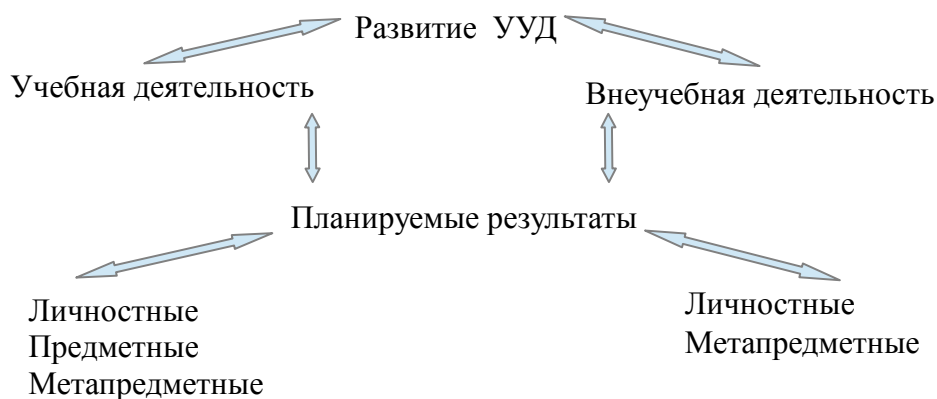 Развитие УУД
Учебная деятельность
Внеучебная деятельность
Планируемые результаты
Личностные
Предметные
Метапредметные
Личностные
Метапредметные